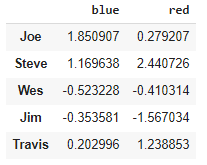 blue red
Joe 1.850907 0.279207
Steve 1.169638 2.440726
Wes -0.523228 -0.410314
Jim -0.353581 -1.567034
Travis 0.202996 1.238853